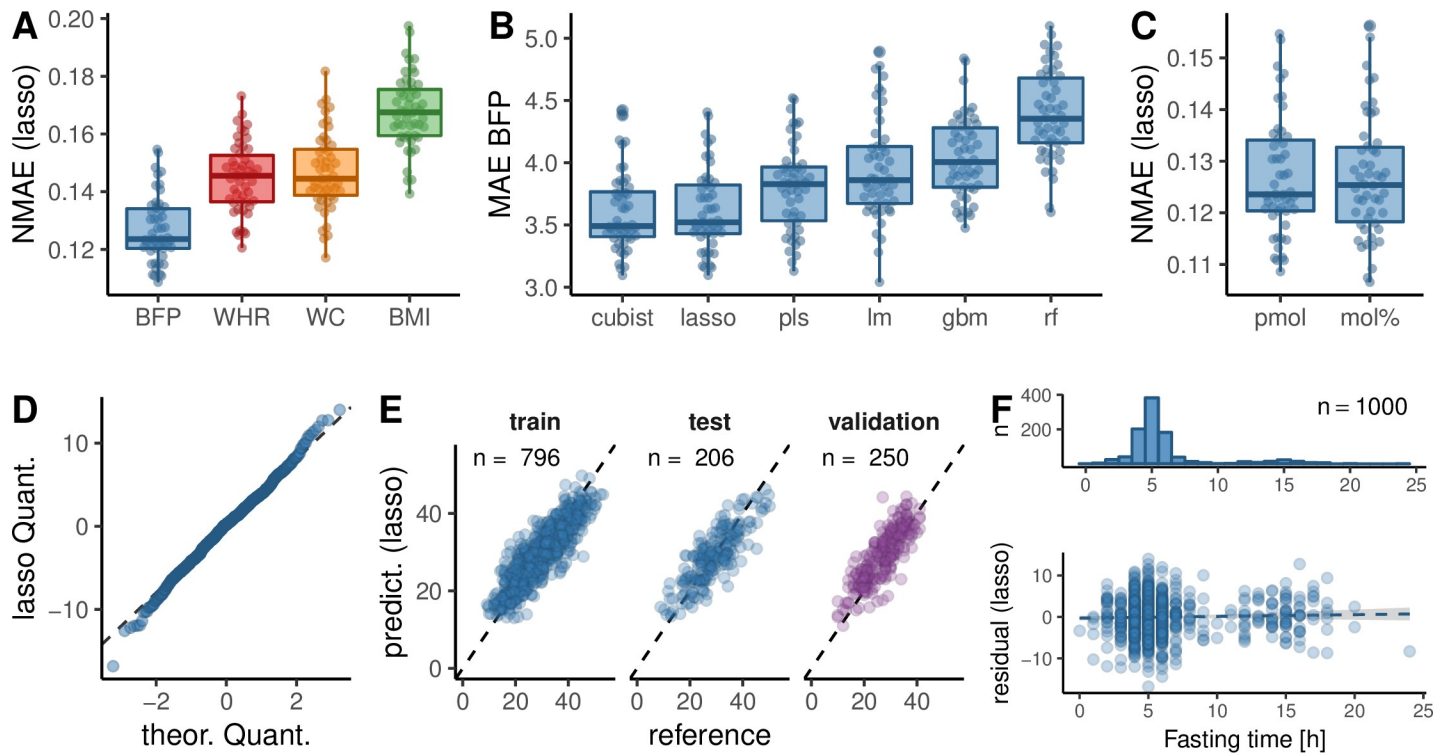 A
NMAE (lasso)
0.20
0.18
0.16
0.14
0.12
BFP WHR WC BMI
B
MAE BFP
5.0
4.5
4.0
3.5
3.0
cubist lasso pls lm gbm rf
C
NMAE (lasso)
0.15
0.14
0.13
0.12
0.11
pmol mol%
D
lasso Quant.
10
0
−10
−2 0 2
theor. Quant.
E
predict. (lasso)
train test validation
n = 796 n = 206 n = 250
40
20
0
0 20 40 0 20 40 0 20 40
reference
F
n
400
200
n = 1000
0 5 10 15 20 25
residual (lasso)
10
0
−10
0 5 10 15 20 25
Fasting time [h]